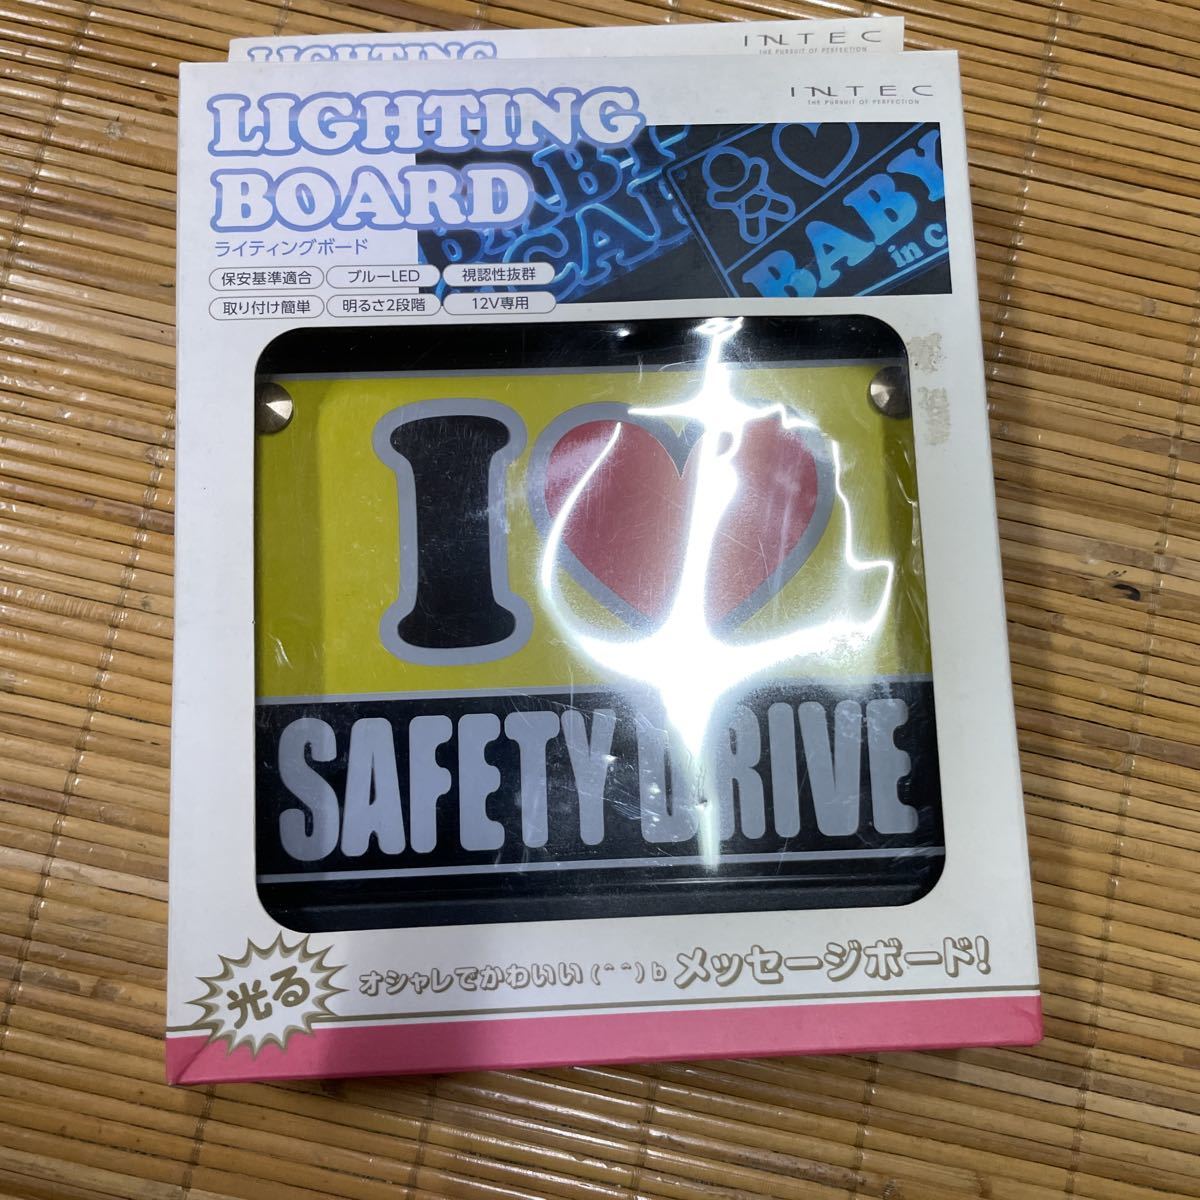 LIGHTING
INTEC
THE PURSUIT OF PERFECTION
INTEC
THE PURSUIT OF PERFECTION
LIGHTING
BOARD
ライティングボード
保安基準適合 ブルーLED 視認性抜群
取り付け簡単 明るさ2段階 12V専用
BABY
in C
I
SAFETY DRIVE
光る
オシャレでかわいい(^^)b メッセージボード!